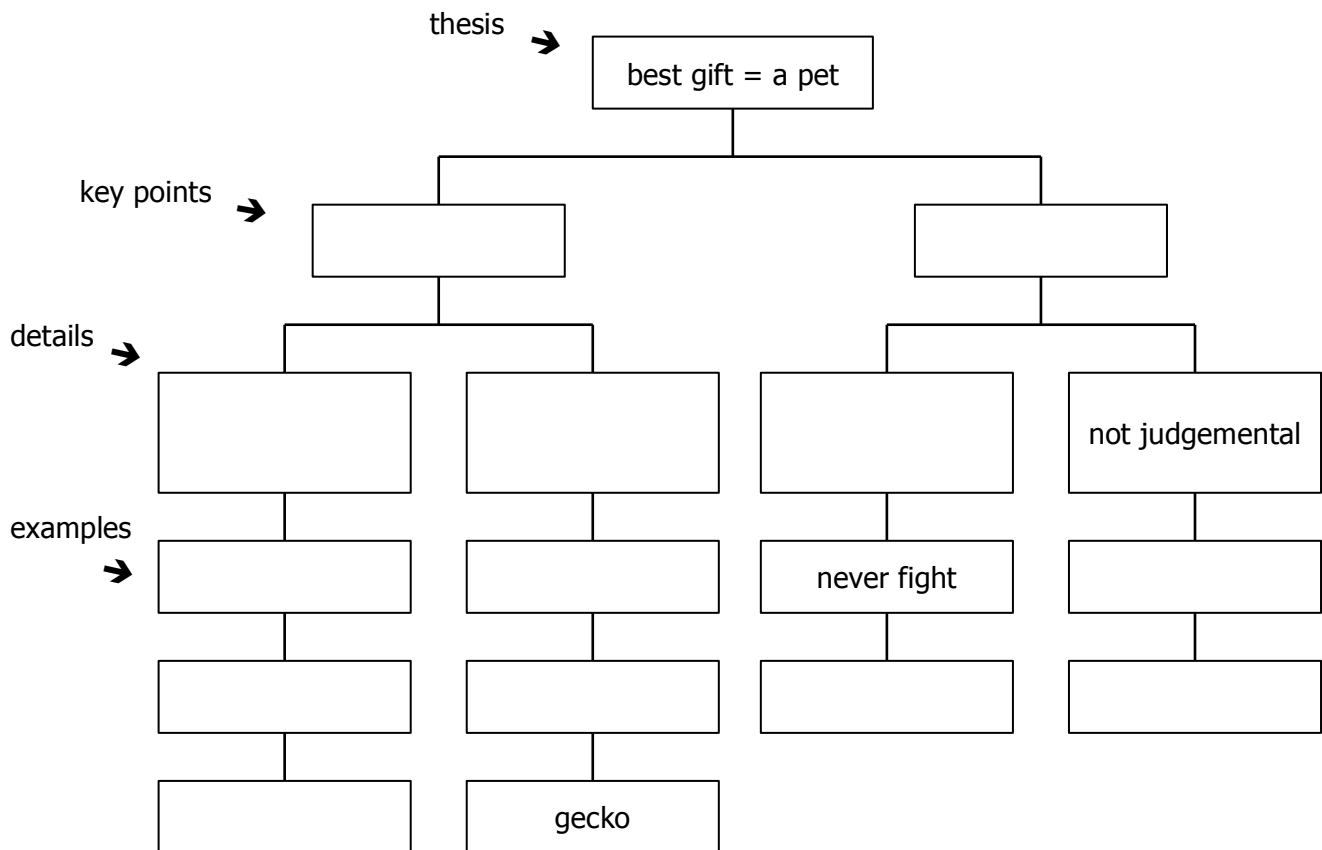 thesis
best gift = a pet
key points
details
not judgemental
examples
never fight
gecko